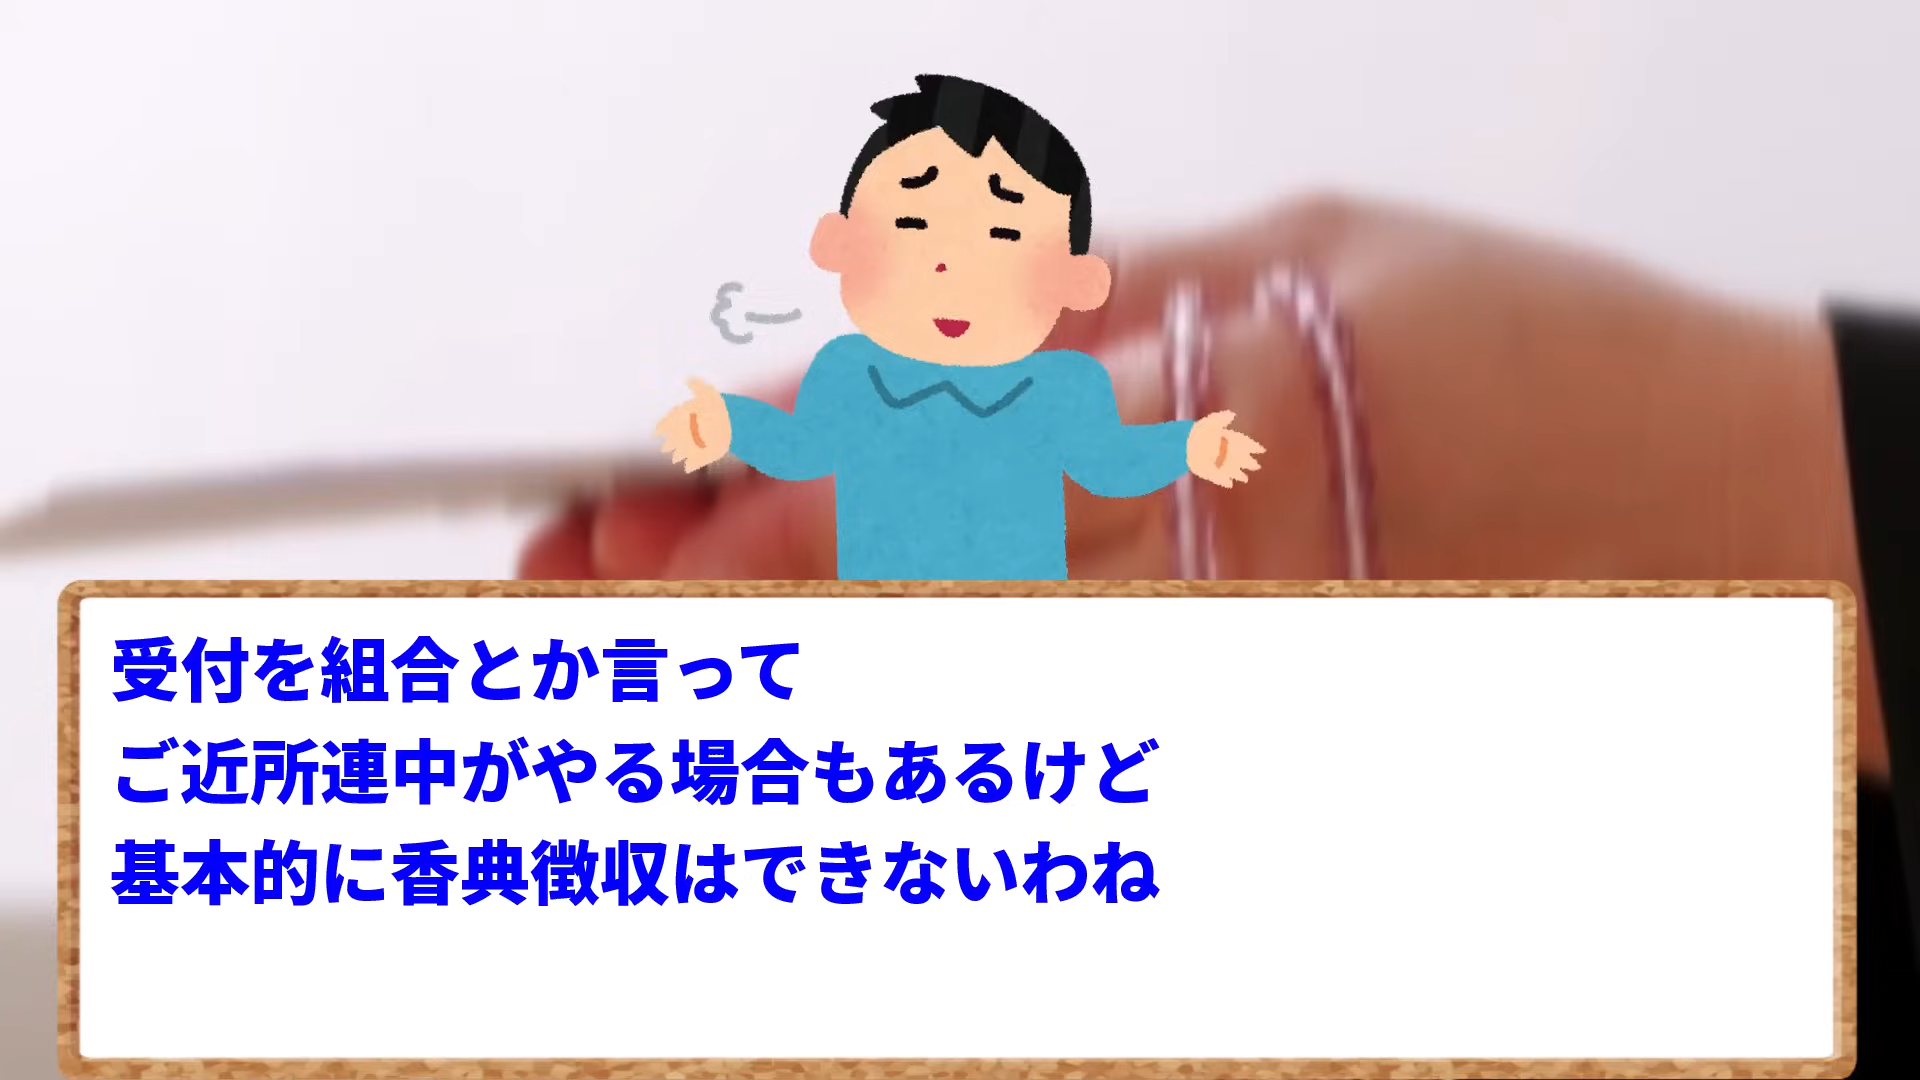 受付を組合とか言って
ご近所連中がやる場合もあるけど
基本的に香典徴収はできないわね